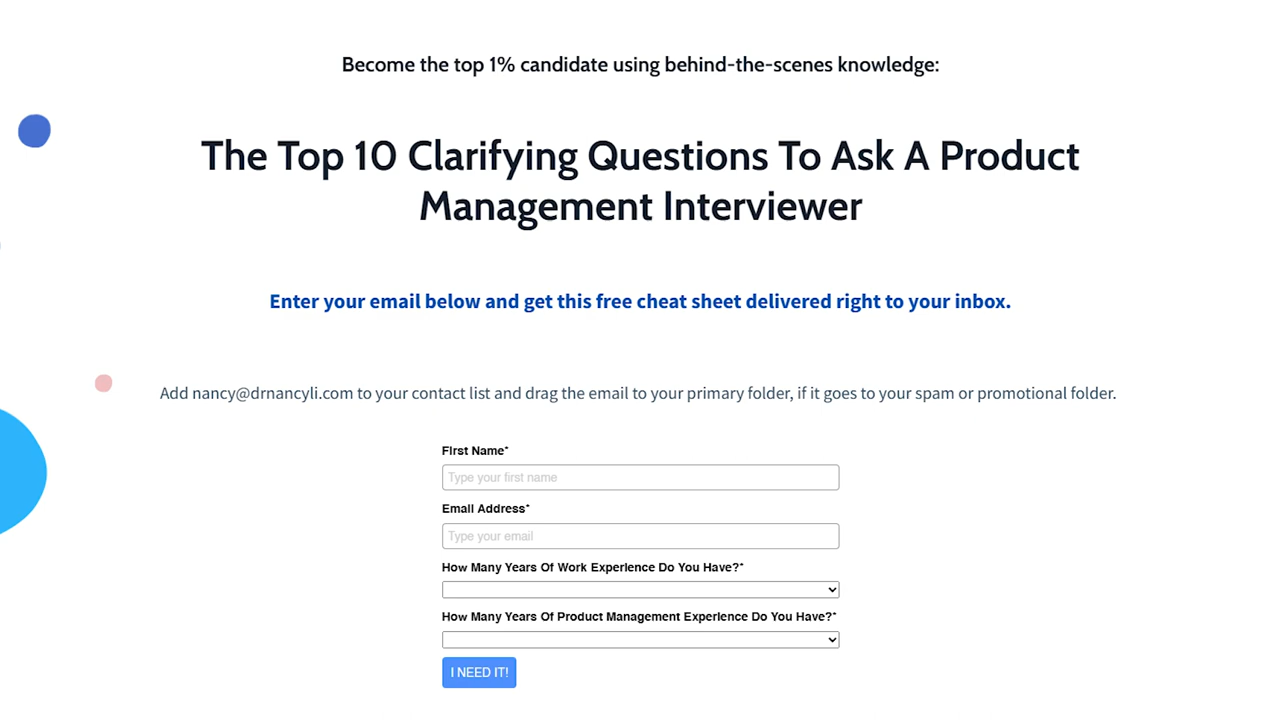 Become the top 1% candidate using behind-the-scenes knowledge:
The Top 10 Clarifying Questions To Ask A Product
Management Interviewer
Enter your email below and get this free cheat sheet delivered right to your inbox.
Add nancy@drnancyli.com to your contact list and drag the email to your primary folder, if it goes to your spam or promotional folder.
First Name*
Type your first name
Email Address*
Type your email
How Many Years Of Work Experience Do You Have?*
How Many Years Of Product Management Experience Do You Have?*
I NEED IT!